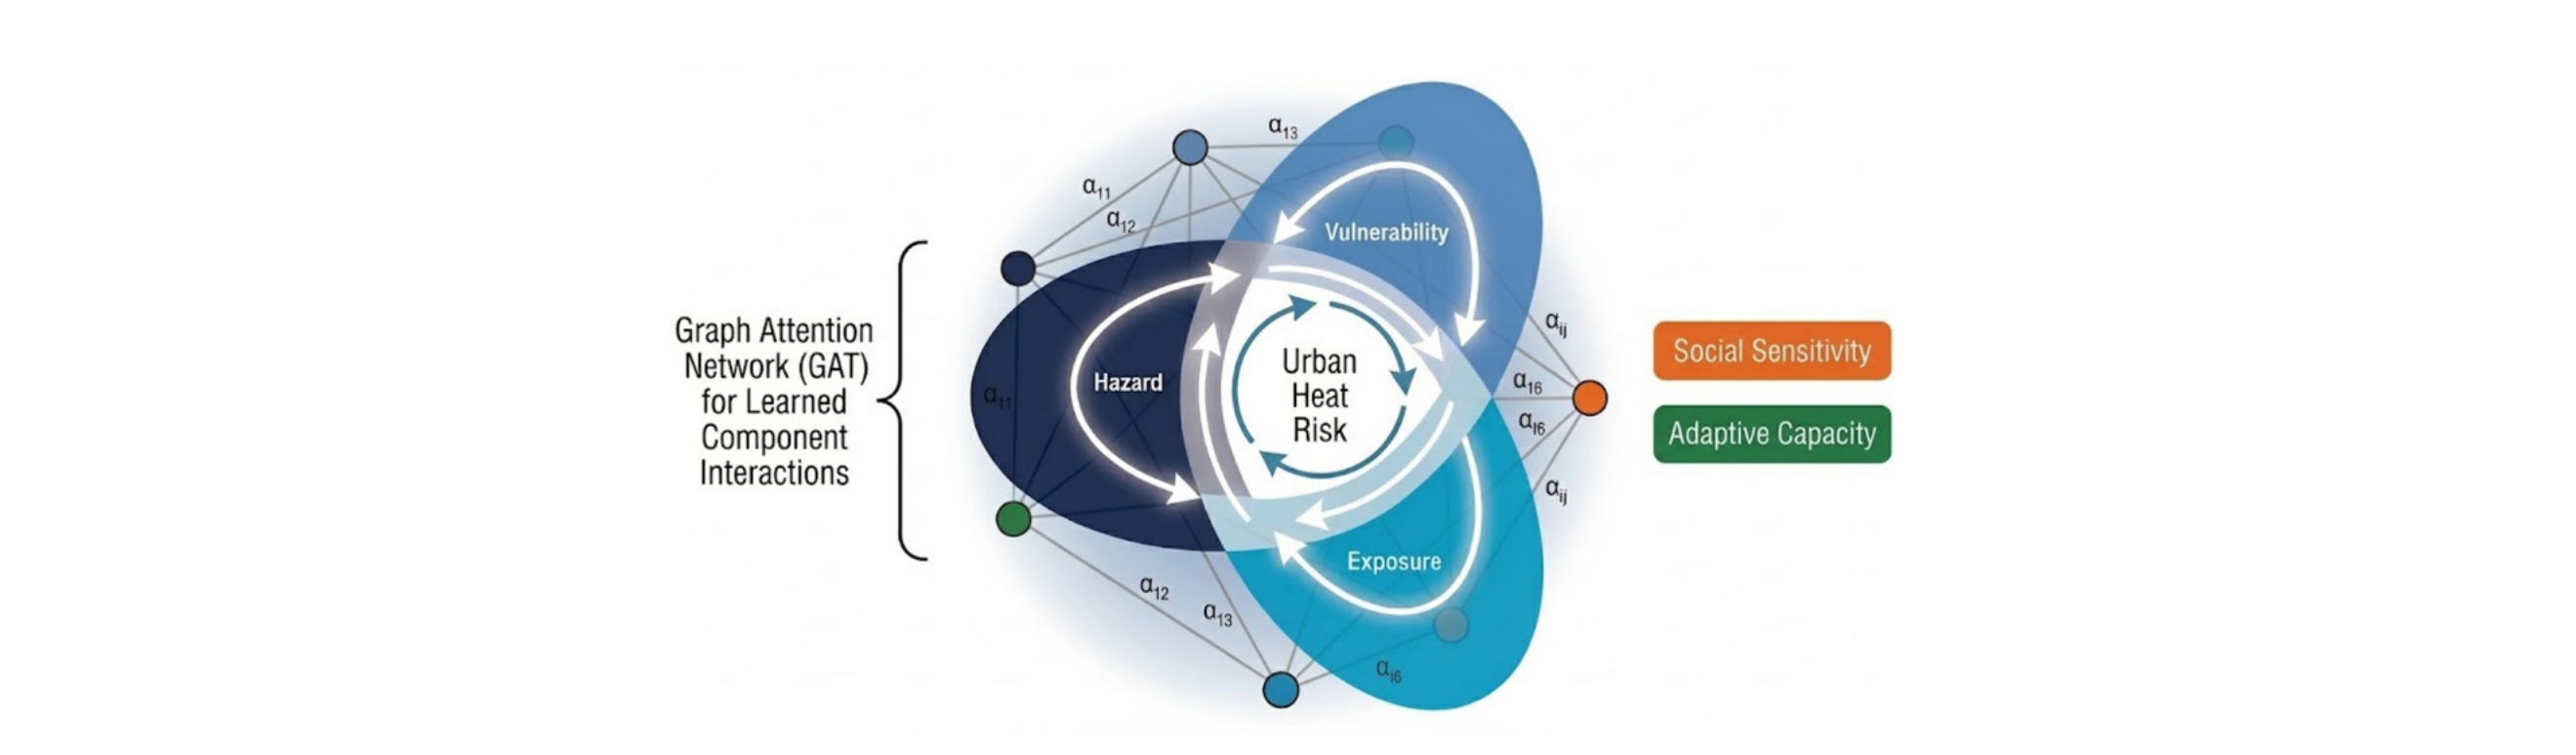 Graph Attention
Network (GAT)
for Learned
Component
Interactions
α11
α12
α13
α11
Hazard
Vulnerability
Urban
Heat
Risk
Exposure
α12
α13
αi6
αij
α16
α16
αij
Social Sensitivity
Adaptive Capacity